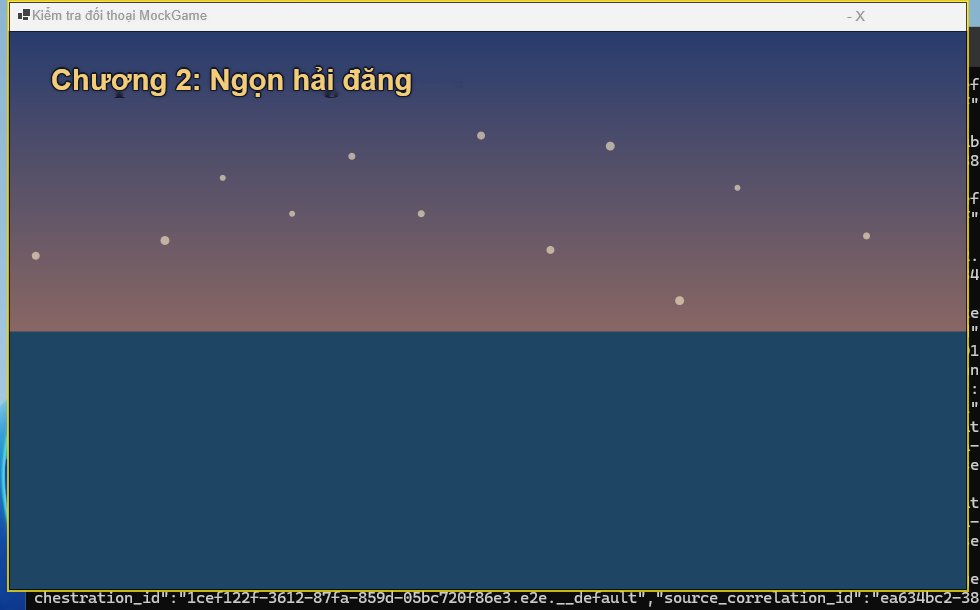 Kiểm tra đối thoại MockGame
- X
Chương 2: Ngọn hải đăng
chestration_id":"1cef122f-3612-87fa-859d-05bc720f86e3.e2e.__default","source_correlation_id":"ea634bc2-3